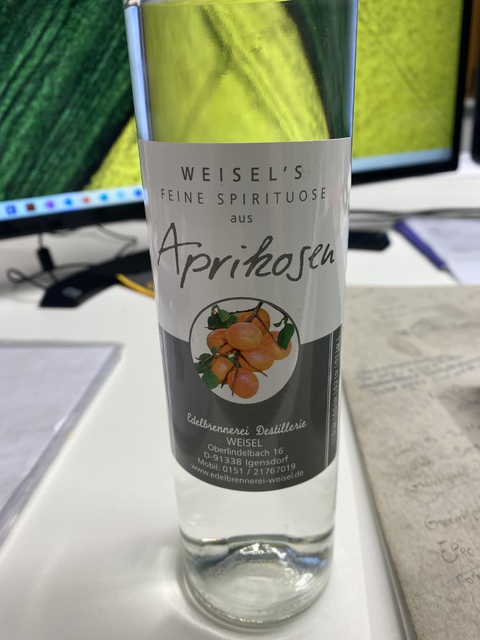 WEISEL'S
FEINE SPIRITUOSE
aus
Aprikosen
Edelbrennerei Destillerie
WEISEL
Oberlindelbach 16
D-91338 Igensdorf
Mobil: 0151 / 21767019
www.edelbrennerei-weisel.de